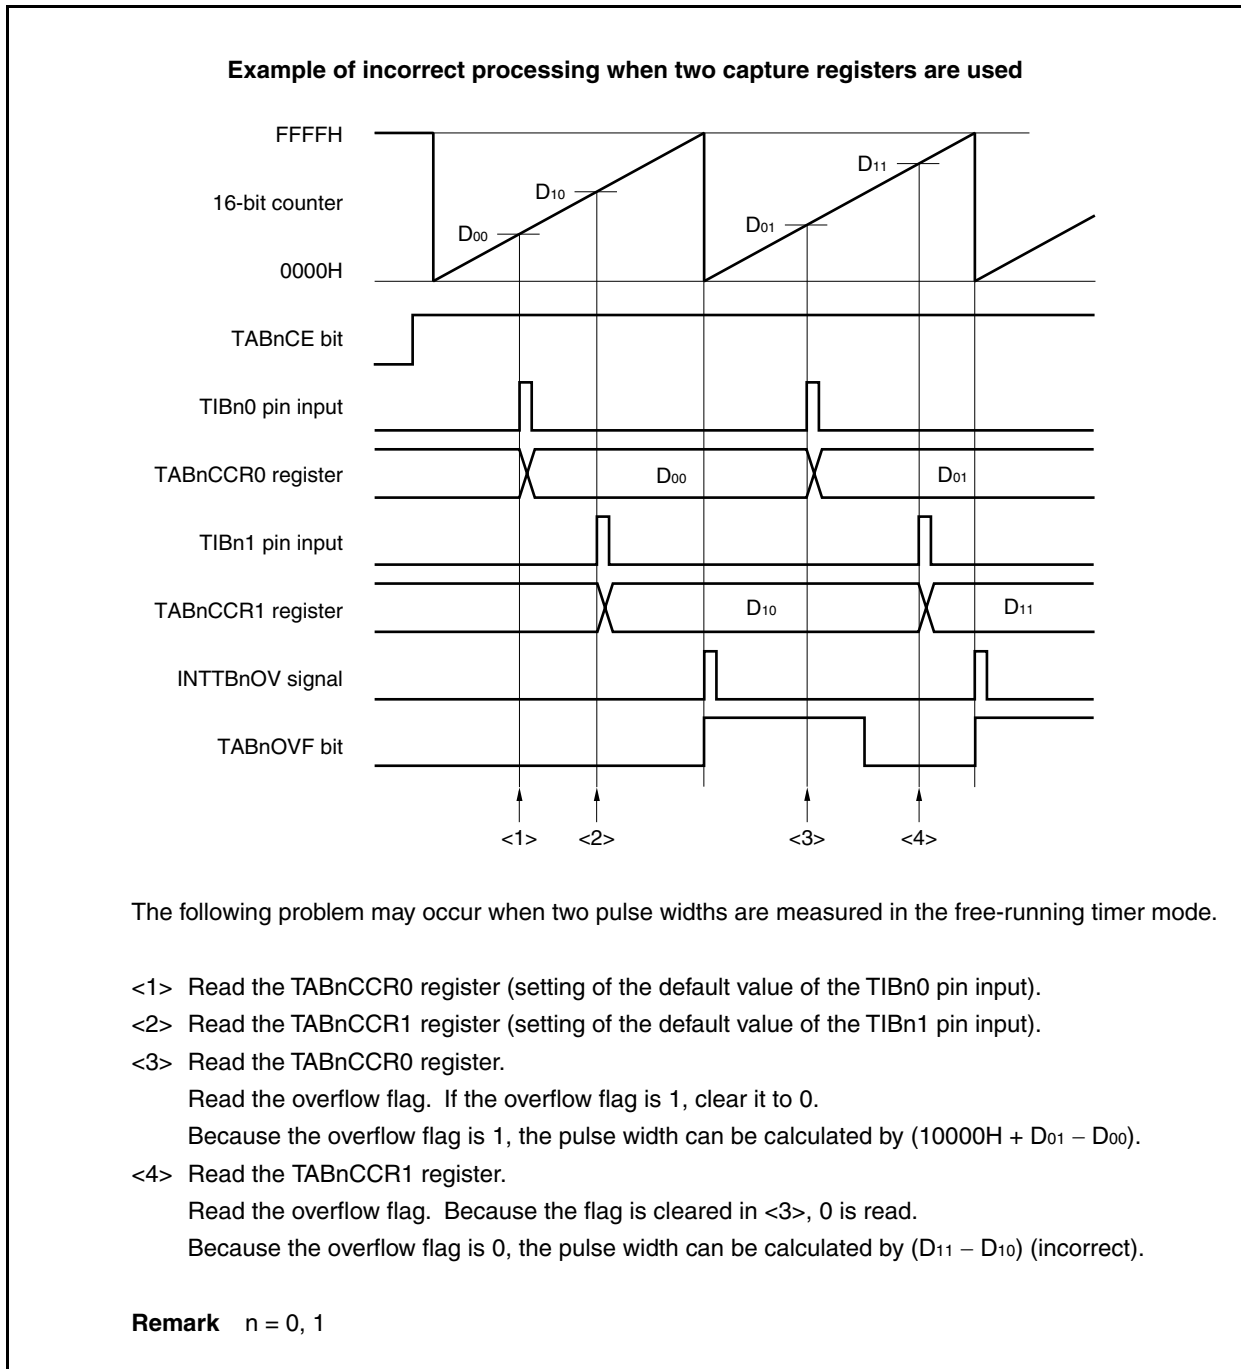 Example of incorrect processing when two capture registers are used
FFFFH
16-bit counter
0000H
D00
D10
D01
D11
TABnCE bit
TIBn0 pin input
TABnCCR0 register
D00
D01
TIBn1 pin input
TABnCCR1 register
D10
D11
INTTBnOV signal
TABnOVF bit
<1> <2> <3> <4>
The following problem may occur when two pulse widths are measured in the free-running timer mode.
<1> Read the TABnCCR0 register (setting of the default value of the TIBn0 pin input).
<2> Read the TABnCCR1 register (setting of the default value of the TIBn1 pin input).
<3> Read the TABnCCR0 register.
Read the overflow flag. If the overflow flag is 1, clear it to 0.
Because the overflow flag is 1, the pulse width can be calculated by (10000H + D01 − D00).
<4> Read the TABnCCR1 register.
Read the overflow flag. Because the flag is cleared in <3>, 0 is read.
Because the overflow flag is 0, the pulse width can be calculated by (D11 − D10) (incorrect).
Remark n = 0, 1